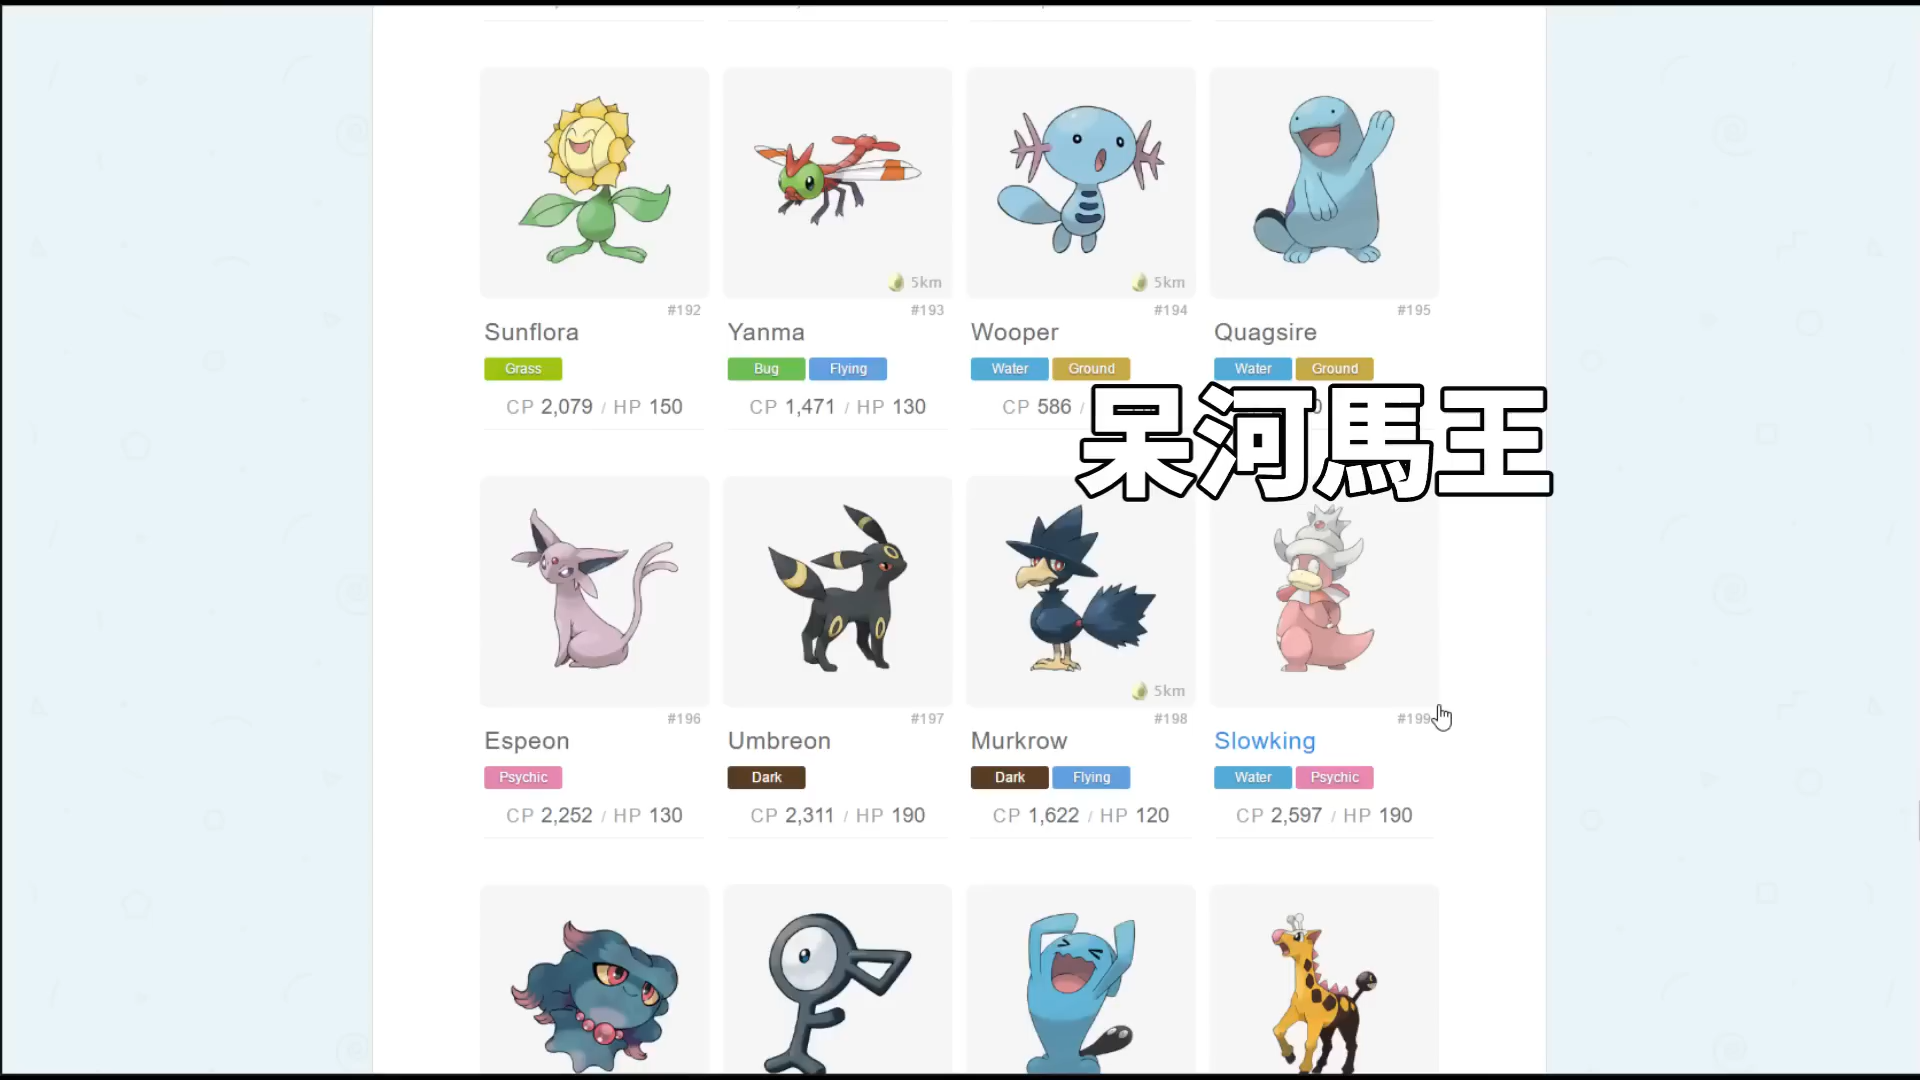 5km
5km
#192
#193
#194
#195
Sunflora
Yanma
Wooper
Quagsire
Grass
Bug
Flying
Water
Ground
Water
Ground
CP 2,079 / HP 150
CP 1,471 / HP 130
CP 586 /
呆河馬王
5km
#196
#197
#198
#199
Espeon
Umbreon
Murkrow
Slowking
Psychic
Dark
Dark
Flying
Water
Psychic
CP 2,252 / HP 130
CP 2,311 / HP 190
CP 1,622 / HP 120
CP 2,597 / HP 190